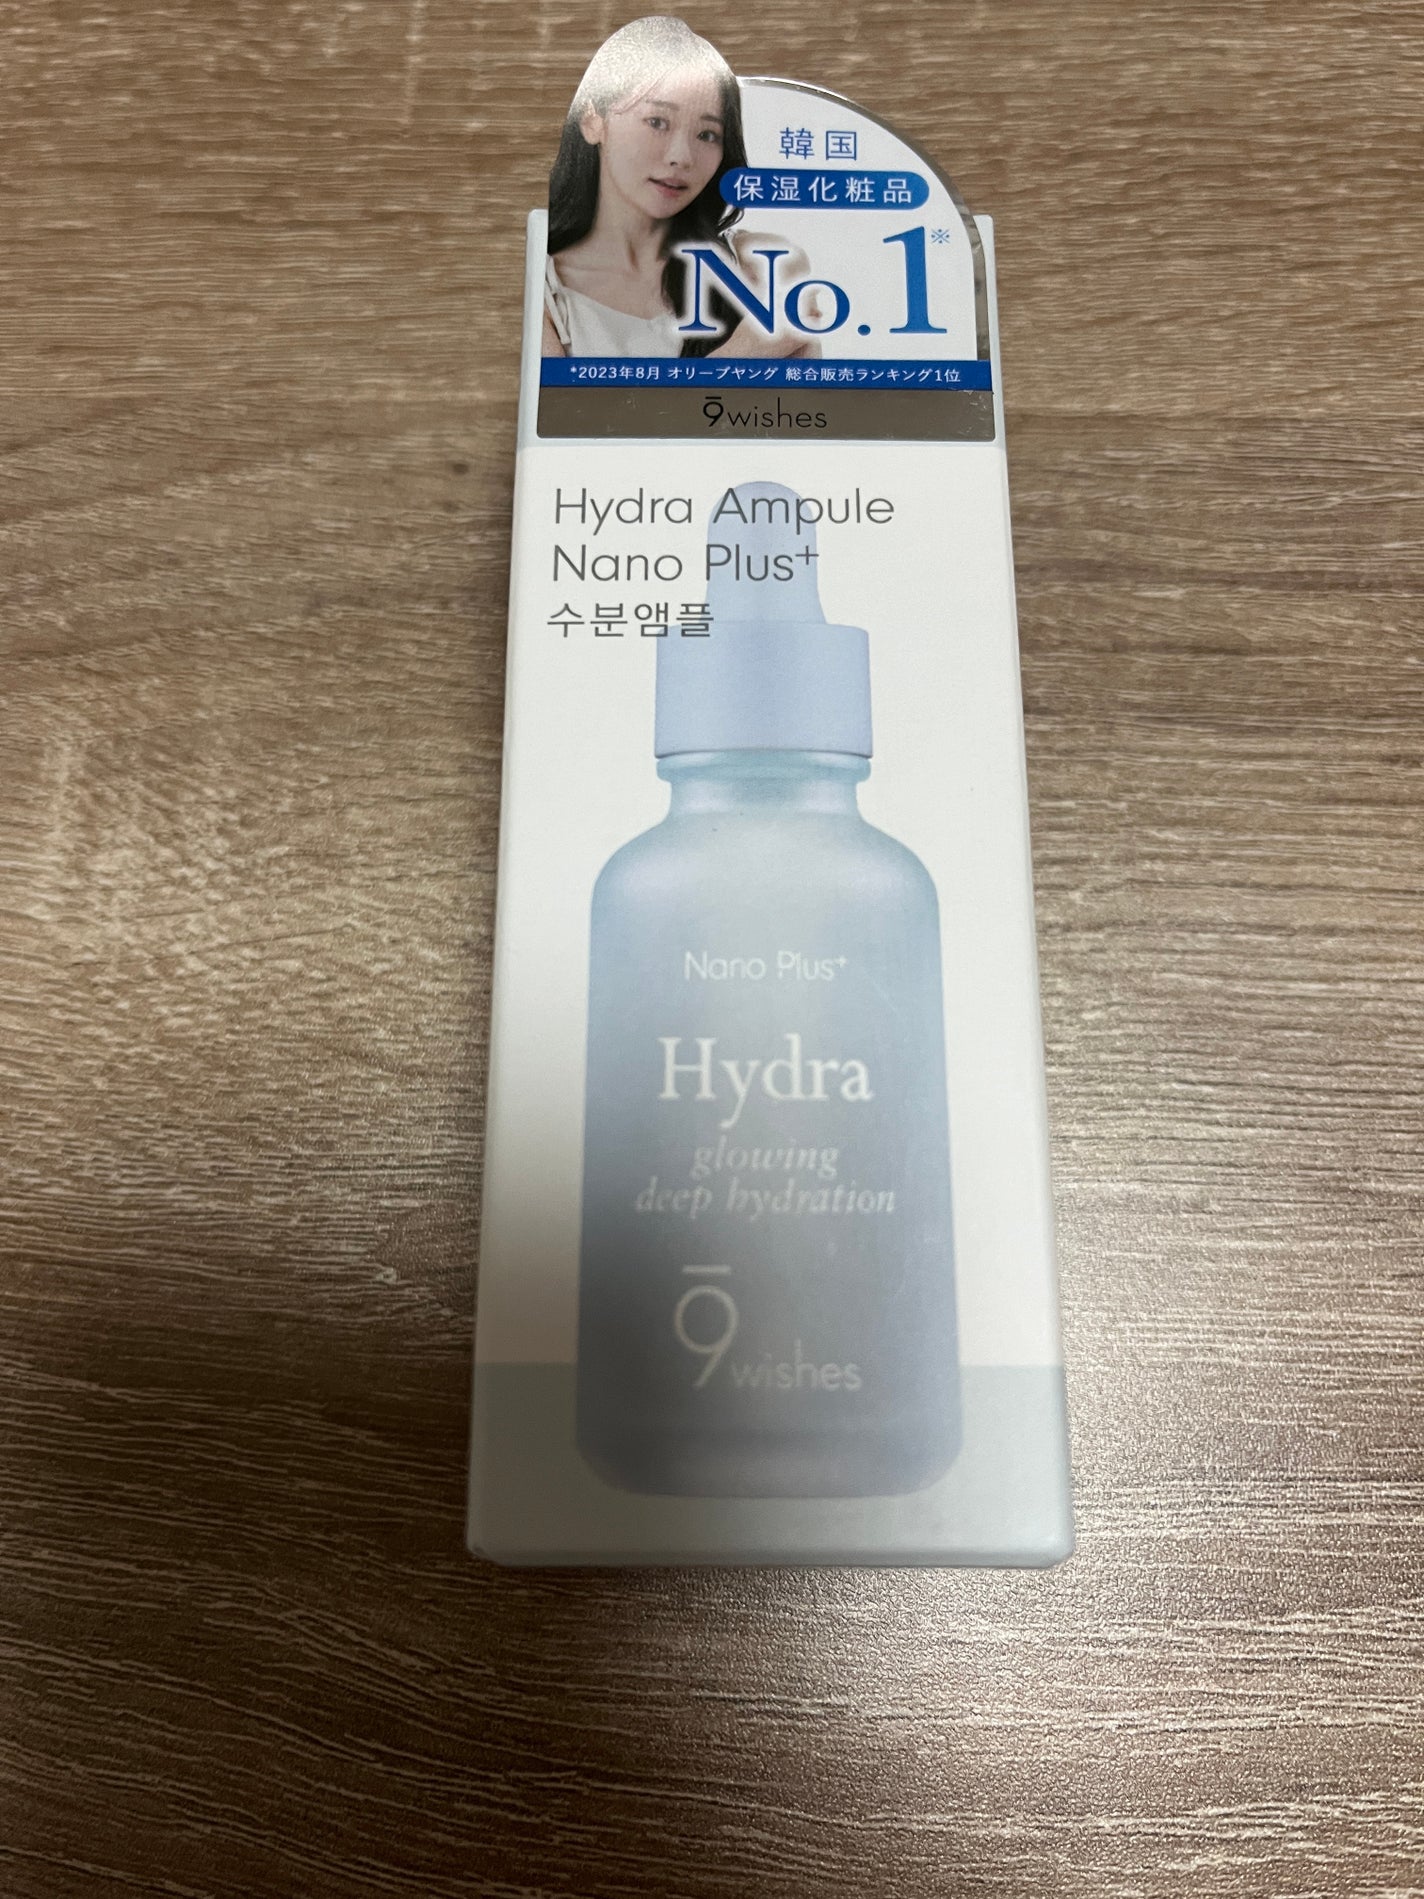 韓国
保湿化粧品
No.1※
*2023年8月 オリーブヤング 総合販売ランキング1位
9wishes
Hydra Ampule
Nano Plus+
수분앰플
Nano Plus+
Hydra
glowing
deep hydration
9wishes